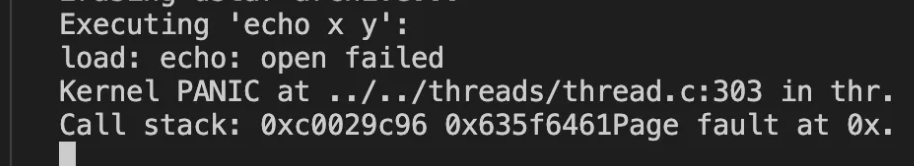 Executing 'echo x y':
load: echo: open failed
Kernel PANIC at ../../threads/thread.c:303 in thr.
Call stack: 0xc0029c96 0x635f6461Page fault at 0x.